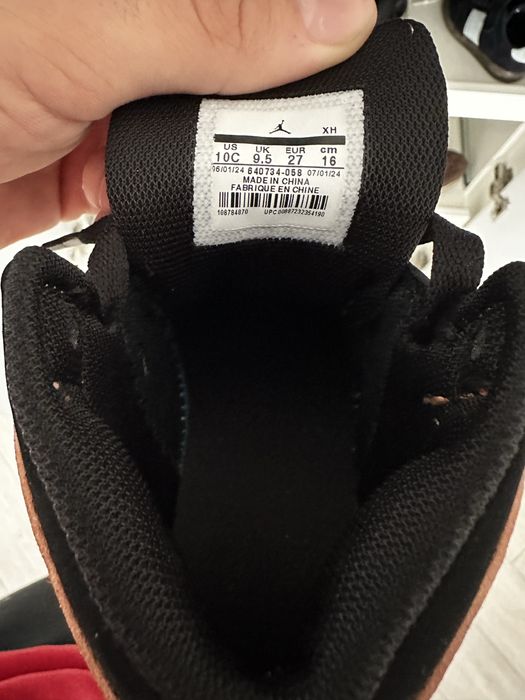 XH
US UK EUR cm
10C 9.5 27 16
06/01/24 640734-058 07/01/24
MADE IN CHINA
FABRIQUE EN CHINE
106784870 UPC 00887232354190